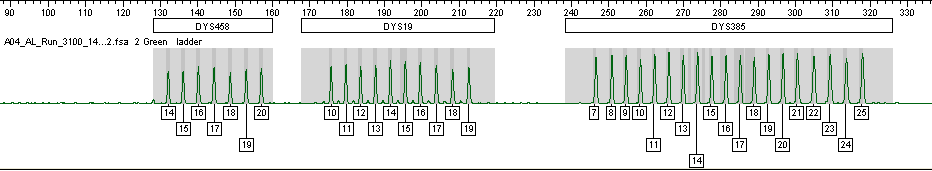 90 100 110 120 130 140 150 160 170 180 190 200 210 220 230 240 250 260 270 280 290 300 310 320 330
DYS458 DYS19 DYS385
A04_AL_Run_3100_14...2.fsa 2 Green ladder
14 16 18 20 10 12 14 16 18 7 8 9 10 12 15 18 21 22 25
15 17 11 13 15 17 19 13 16 19 23
19 11 17 20 24
14